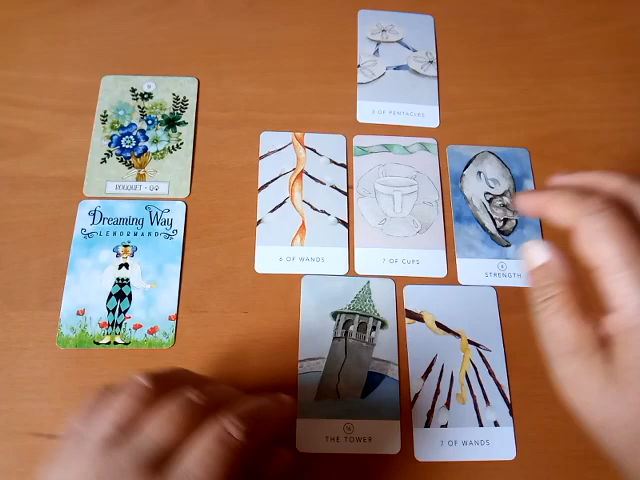 3 OF PENTACLES
BOUQUET
Dreaming Way
LENORMAND
6 OF WANDS
7 OF CUPS
8
STRENGTH
16
THE TOWER
7 OF WANDS